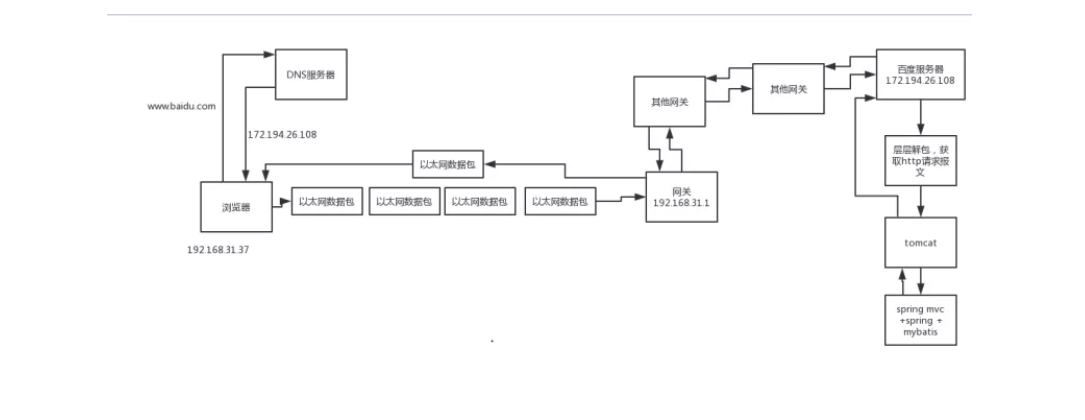 DNS服务器
www.baidu.com
172.194.26.108
以太网数据包
浏览器
以太网数据包
以太网数据包
以太网数据包
以太网数据包
192.168.31.37
网关
192.168.31.1
其他网关
其他网关
百度服务器
172.194.26.108
层层解包，获
取http请求报
文
tomcat
spring mvc
+spring +
mybatis